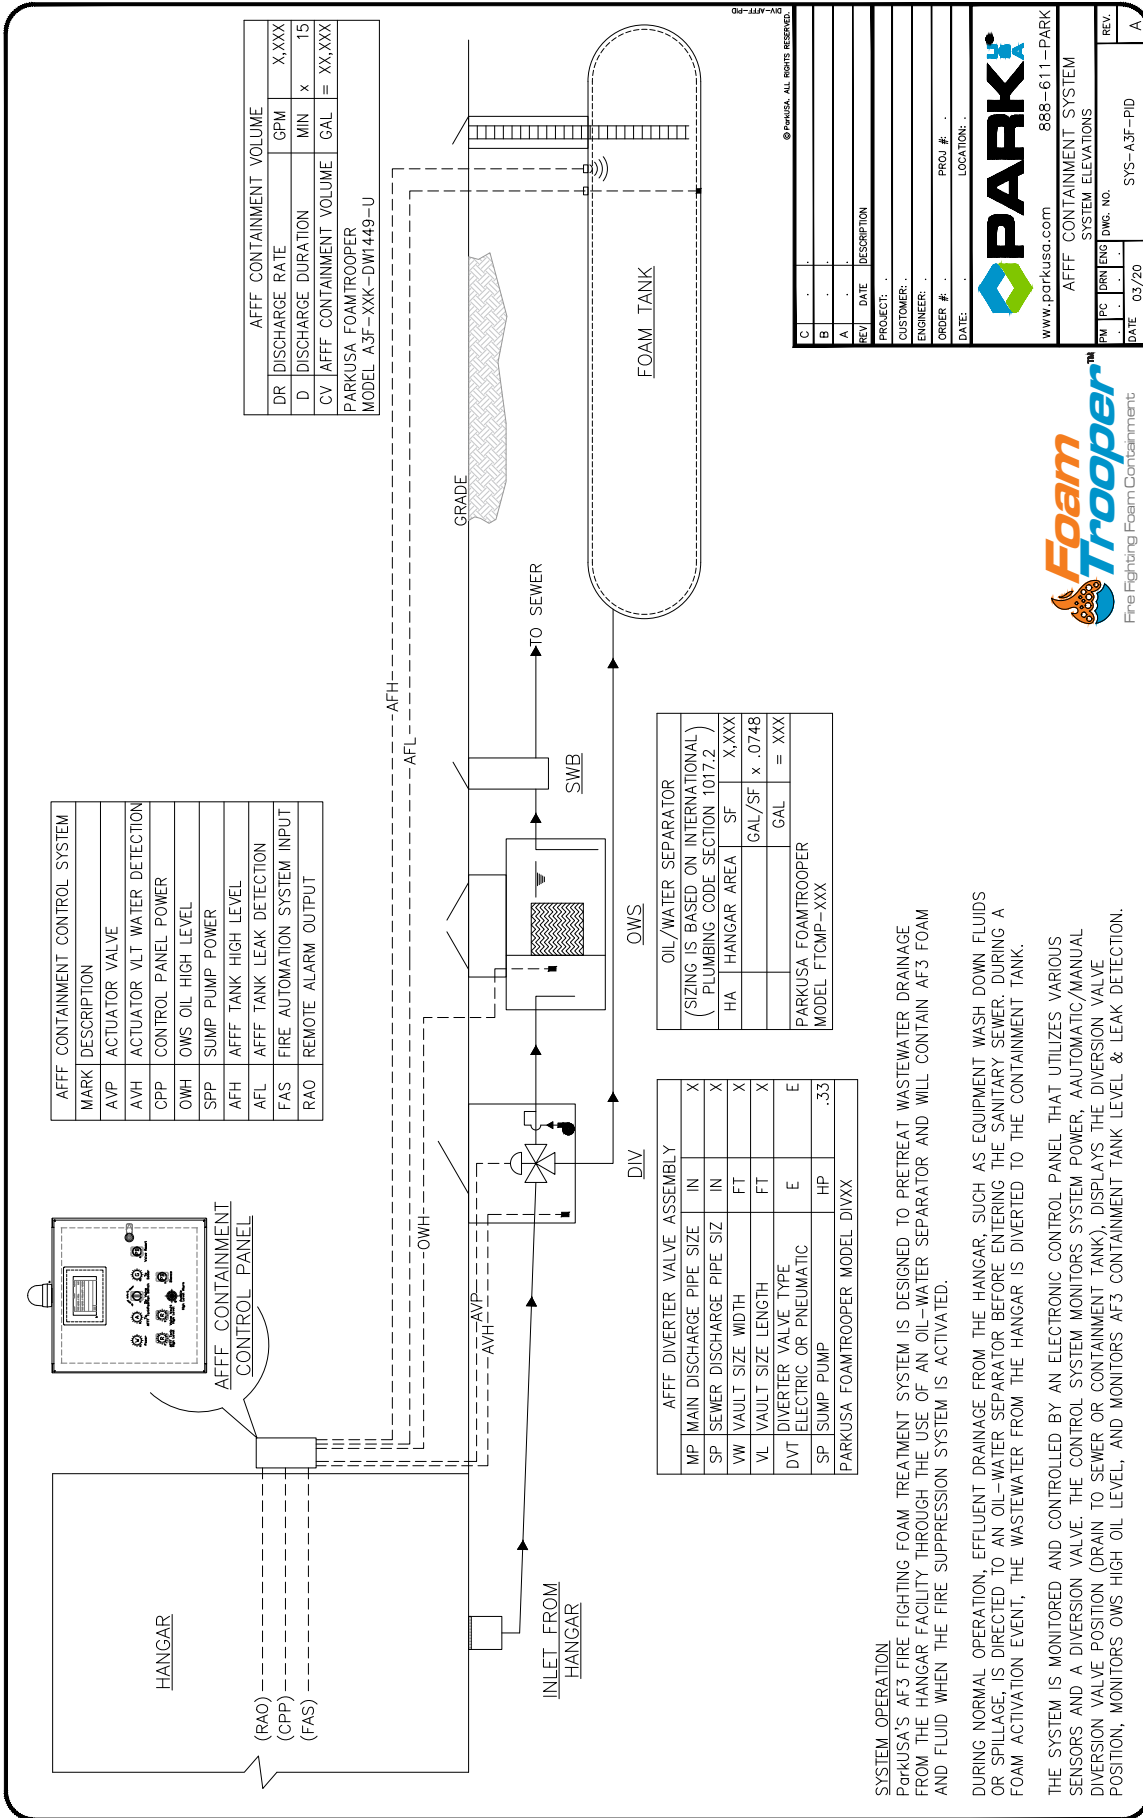 AFFF CONTAINMENT CONTROL SYSTEM
MARK DESCRIPTION
AVP ACTUATOR VALVE
AVH ACTUATOR VLT WATER DETECTION
CPP CONTROL PANEL POWER
OWH OWS OIL HIGH LEVEL
SPP SUMP PUMP POWER
AFH AFFF TANK HIGH LEVEL
AFL AFFF TANK LEAK DETECTION
FAS FIRE AUTOMATION SYSTEM INPUT
RAO REMOTE ALARM OUTPUT
AFFF CONTAINMENT VOLUME
DR DISCHARGE RATE GPM X,XXX
D DISCHARGE DURATION MIN x 15
CV AFFF CONTAINMENT VOLUME GAL = XX,XXX
PARKUSA FOAMTROOPER
MODEL A3F-XXK-DW1449-U
AFFF CONTAINMENT
CONTROL PANEL
HANGAR
(RAO)
(CPP)
(FAS)
AFH
AFL
OWH
AVP
AVH
GRADE
INLET FROM
HANGAR
DIV
OWS
SWB
TO SEWER
FOAM TANK
AFFF DIVERTER VALVE ASSEMBLY
MP MAIN DISCHARGE PIPE SIZE IN X
SP SEWER DISCHARGE PIPE SIZ IN X
VW VAULT SIZE WIDTH FT X
VL VAULT SIZE LENGTH FT X
DVT DIVERTER VALVE TYPE
ELECTRIC OR PNEUMATIC E E
SP SUMP PUMP HP .33
PARKUSA FOAMTROOPER MODEL DIVXX
OIL/WATER SEPARATOR
(SIZING IS BASED ON INTERNATIONAL
PLUMBING CODE SECTION 1017.2 )
HA HANGAR AREA SF X,XXX
GAL/SF x .0748
GAL = XXX
PARKUSA FOAMTROOPER
MODEL FTCMP-XXX
SYSTEM OPERATION
ParkUSA'S AF3 FIRE FIGHTING FOAM TREATMENT SYSTEM IS DESIGNED TO PRETREAT WASTEWATER DRAINAGE
FROM THE HANGAR FACILITY THROUGH THE USE OF AN OIL-WATER SEPARATOR AND WILL CONTAIN AF3 FOAM
AND FLUID WHEN THE FIRE SUPPRESSION SYSTEM IS ACTIVATED.
DURING NORMAL OPERATION, EFFLUENT DRAINAGE FROM THE HANGAR, SUCH AS EQUIPMENT WASH DOWN FLUIDS
OR SPILLAGE, IS DIRECTED TO AN OIL-WATER SEPARATOR BEFORE ENTERING THE SANITARY SEWER. DURING A
FOAM ACTIVATION EVENT, THE WASTEWATER FROM THE HANGAR IS DIVERTED TO THE CONTAINMENT TANK.
THE SYSTEM IS MONITORED AND CONTROLLED BY AN ELECTRONIC CONTROL PANEL THAT UTILIZES VARIOUS
SENSORS AND A DIVERSION VALVE. THE CONTROL SYSTEM MONITORS SYSTEM POWER, AAUTOMATIC/MANUAL
DIVERSION VALVE POSITION (DRAIN TO SEWER OR CONTAINMENT TANK), DISPLAYS THE DIVERSION VALVE
POSITION, MONITORS OWS HIGH OIL LEVEL, AND MONITORS AF3 CONTAINMENT TANK LEVEL & LEAK DETECTION.
Foam
Trooper™
Fire Fighting Foam Containment
DIV-AFFF-PID
© ParkUSA. ALL RIGHTS RESERVED.
C . .
B . .
A . .
REV DATE DESCRIPTION
PROJECT: .
CUSTOMER: .
ENGINEER: .
ORDER #: . PROJ #: .
DATE: . LOCATION: .
PARK USA
www.parkusa.com 888-611-PARK
AFFF CONTAINMENT SYSTEM
SYSTEM ELEVATIONS
PM PC DRN ENG DWG. NO. REV.
. . . .
DATE 03/20 SYS-A3F-PID A